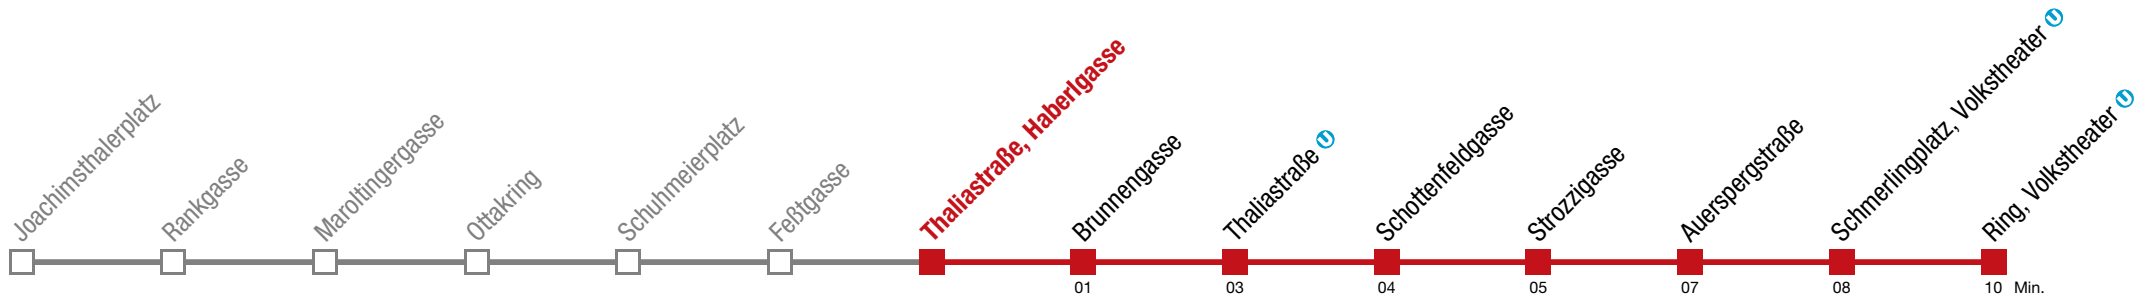 Joachimsthalerplatz
Rankgasse
Maroltingergasse
Ottakring
Schuhmeierplatz
Feßtgasse
Thaliastraße, Haberlgasse
Brunnengasse
Thaliastraße U
Schottenfeldgasse
Strozzigasse
Auerspergstraße
Schmerlingplatz, Volkstheater U
Ring, Volkstheater U
01 03 04 05 07 08 10 Min.